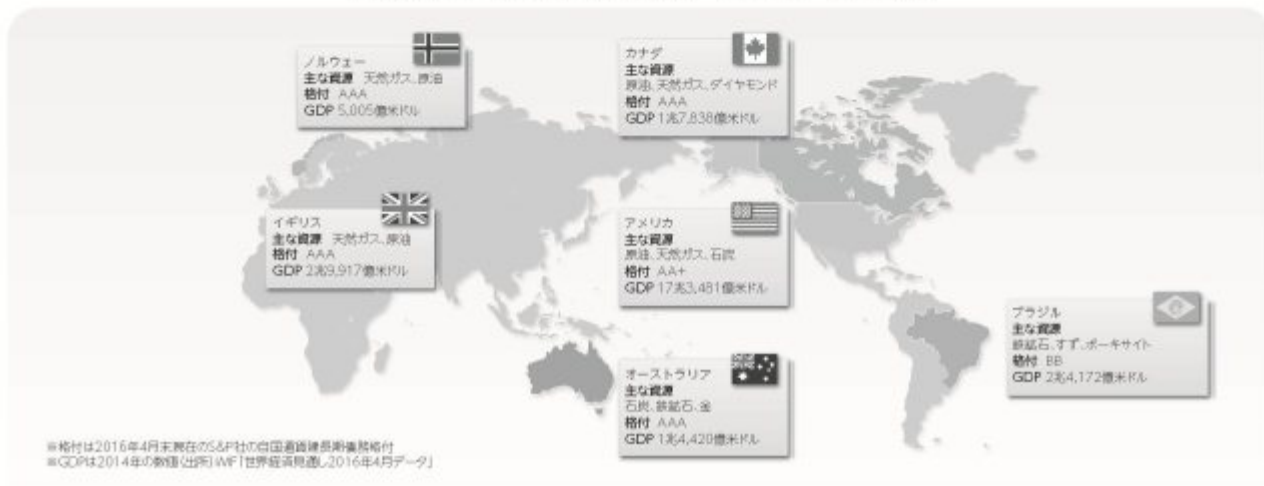 ノルウェー
主な資源 天然ガス、原油
格付 AAA
GDP 5,005億米ドル
カナダ
主な資源
原油、天然ガス、ダイヤモンド
格付 AAA
GDP 1兆7,838億米ドル
イギリス
主な資源 天然ガス、原油
格付 AAA
GDP 2兆9,917億米ドル
アメリカ
主な資源
原油、天然ガス、石炭
格付 AA+
GDP 17兆3,481億米ドル
ブラジル
主な資源
鉄鉱石、すず、ボーキサイト
格付 BB
GDP 2兆4,172億米ドル
オーストラリア
主な資源
石炭、鉄鉱石、金
格付 AAA
GDP 1兆4,420億米ドル
※格付は2016年4月末現在のS&P社の自国通貨建長期債務格付
※GDPは2014年の数値(出所)IMF「世界経済見通し2016年4月データ」